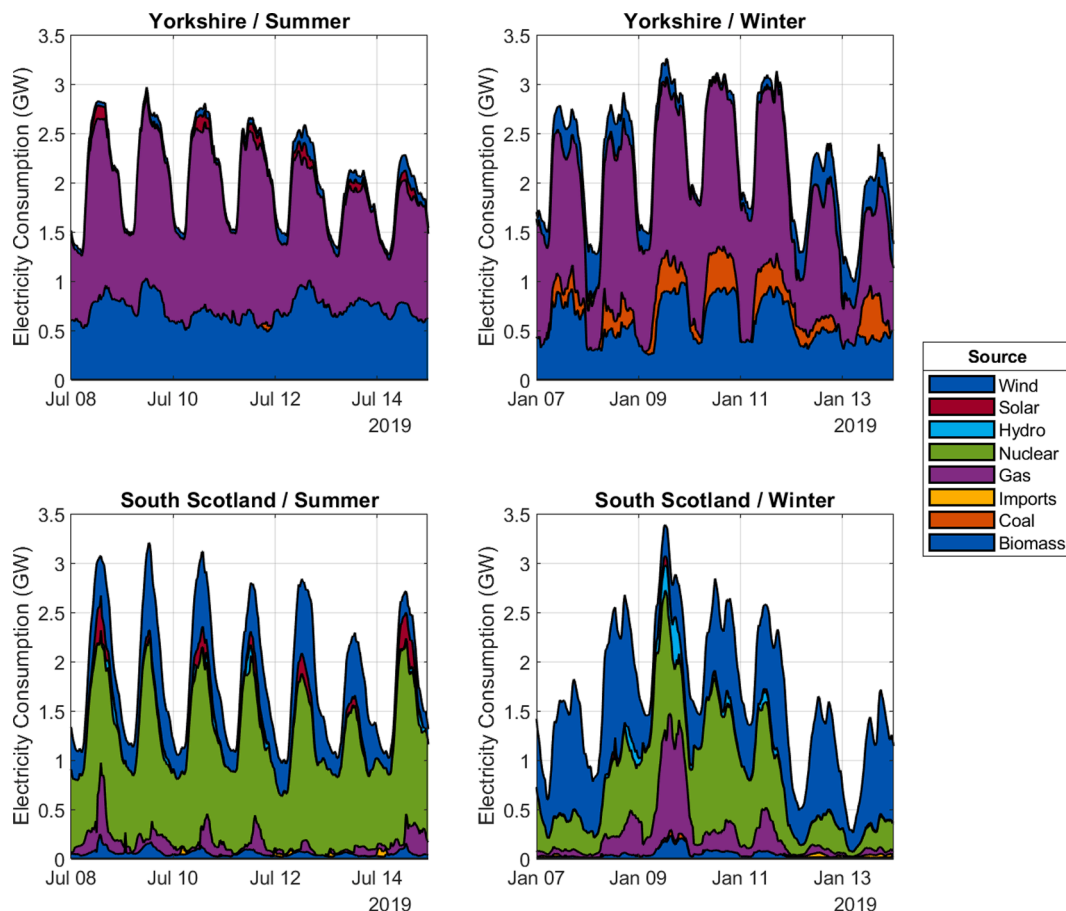 Yorkshire / Summer
3.5
3
2.5
2
1.5
1
0.5
0
Electricity Consumption (GW)
Jul 08
Jul 10
Jul 12
Jul 14
2019
Yorkshire / Winter
3.5
3
2.5
2
1.5
1
0.5
0
Electricity Consumption (GW)
Jan 07
Jan 09
Jan 11
Jan 13
2019
Source
Wind
Solar
Hydro
Nuclear
Gas
Imports
Coal
Biomass
South Scotland / Summer
3.5
3
2.5
2
1.5
1
0.5
0
Electricity Consumption (GW)
Jul 08
Jul 10
Jul 12
Jul 14
2019
South Scotland / Winter
3.5
3
2.5
2
1.5
1
0.5
0
Electricity Consumption (GW)
Jan 07
Jan 09
Jan 11
Jan 13
2019